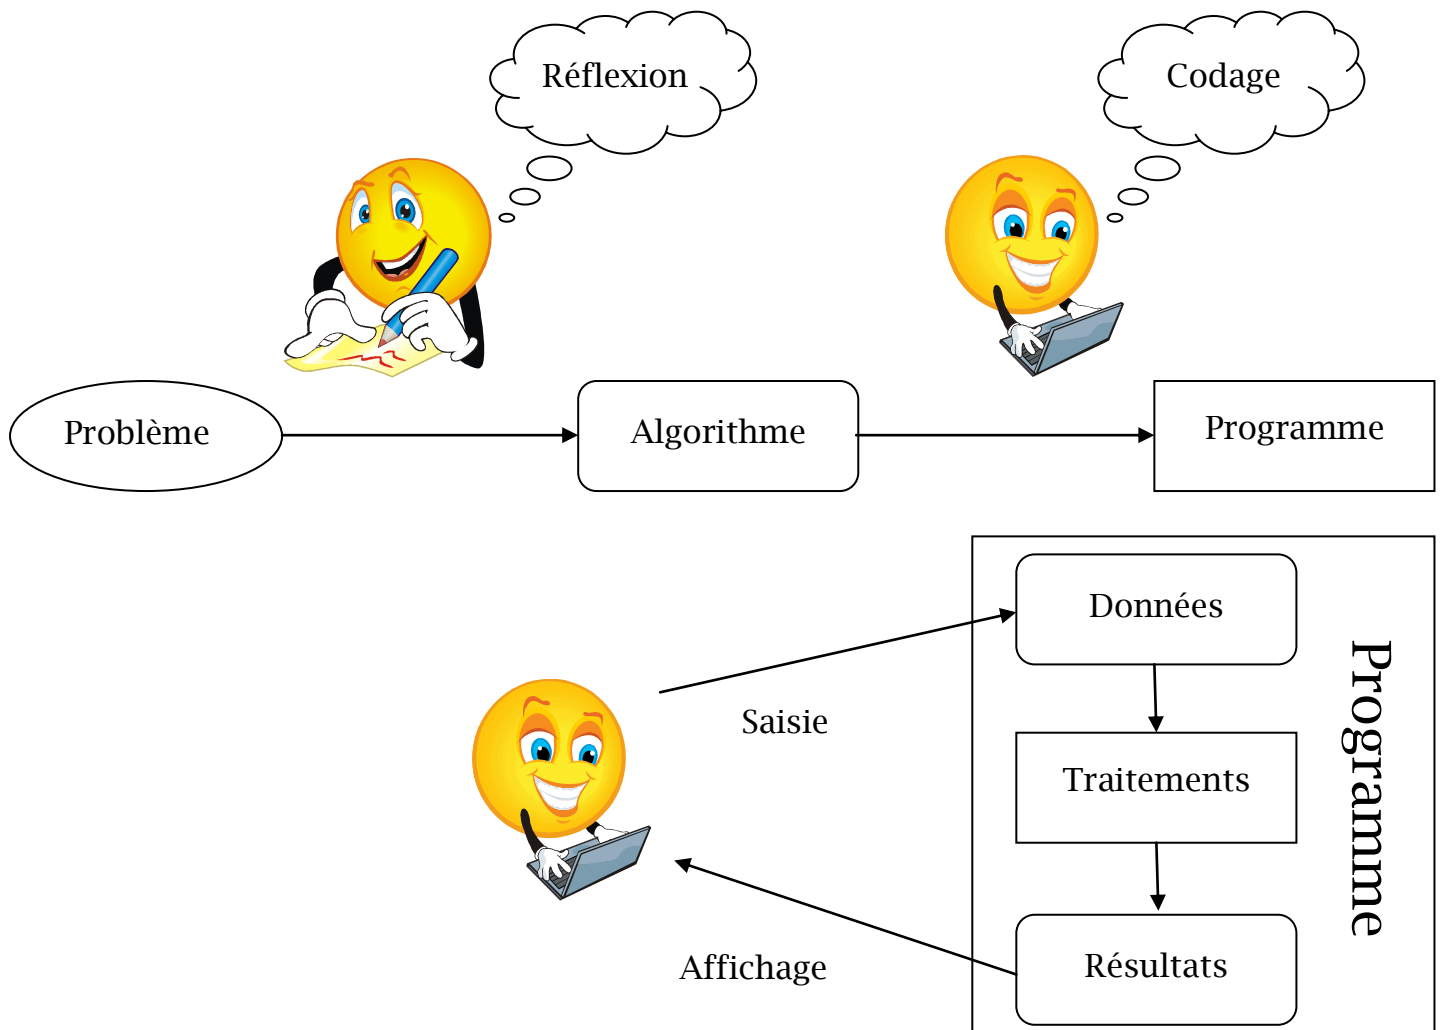 Réflexion
Codage
Problème
Algorithme
Programme
Données
Saisie
Traitements
Programme
Affichage
Résultats